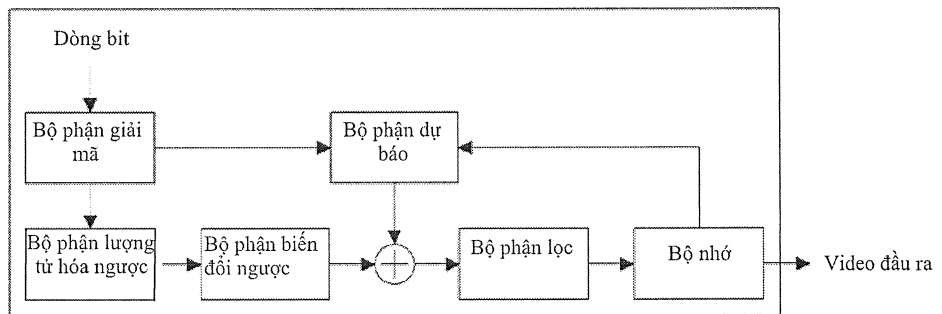 Dòng bit
Bộ phận giải
mã
Bộ phận dự
báo
Bộ phận lượng
tử hóa ngược
Bộ phận biến
đổi ngược
Bộ phận lọc
Bộ nhớ
Video đầu ra